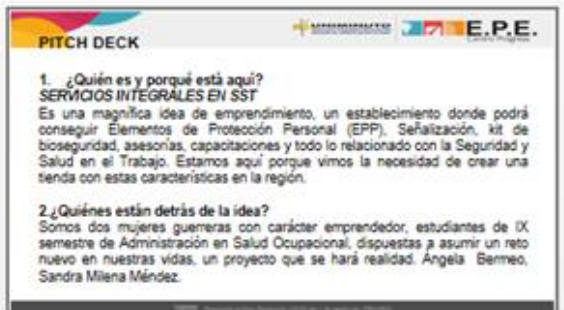 UNIMINUTO
E.P.E.
PITCH DECK
1. ¿Quién es y porqué está aquí?
SERVICIOS INTEGRALES EN SST
Es una magnífica idea de emprendimiento, un establecimiento donde podrá
conseguir Elementos de Protección Personal (EPP), Señalización, kit de
bioseguridad, asesorías, capacitaciones y todo lo relacionado con la Seguridad y
Salud en el Trabajo. Estamos aquí porque vimos la necesidad de crear una
tienda con estas características en la región.
2.¿Quiénes están detrás de la idea?
Somos dos mujeres guerreras con carácter emprendedor, estudiantes de IX
semestre de Administración en Salud Ocupacional, dispuestas a asumir un reto
nuevo en nuestras vidas, un proyecto que se hará realidad. Angela Bermeo,
Sandra Milena Méndez.